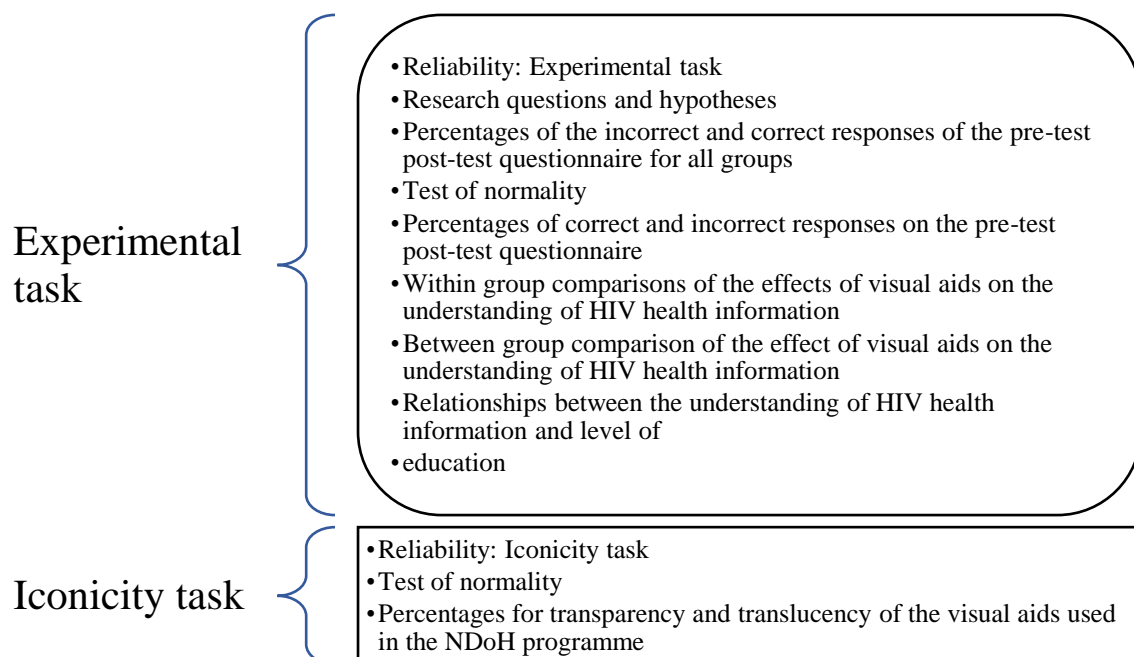 Experimental
task
•Reliability: Experimental task
•Research questions and hypotheses
•Percentages of the incorrect and correct responses of the pre-test
post-test questionnaire for all groups
•Test of normality
•Percentages of correct and incorrect responses on the pre-test
post-test questionnaire
•Within group comparisons of the effects of visual aids on the
understanding of HIV health information
•Between group comparison of the effect of visual aids on the
understanding of HIV health information
•Relationships between the understanding of HIV health
information and level of
•education
Iconicity task
•Reliability: Iconicity task
•Test of normality
•Percentages for transparency and translucency of the visual aids used
in the NDoH programme